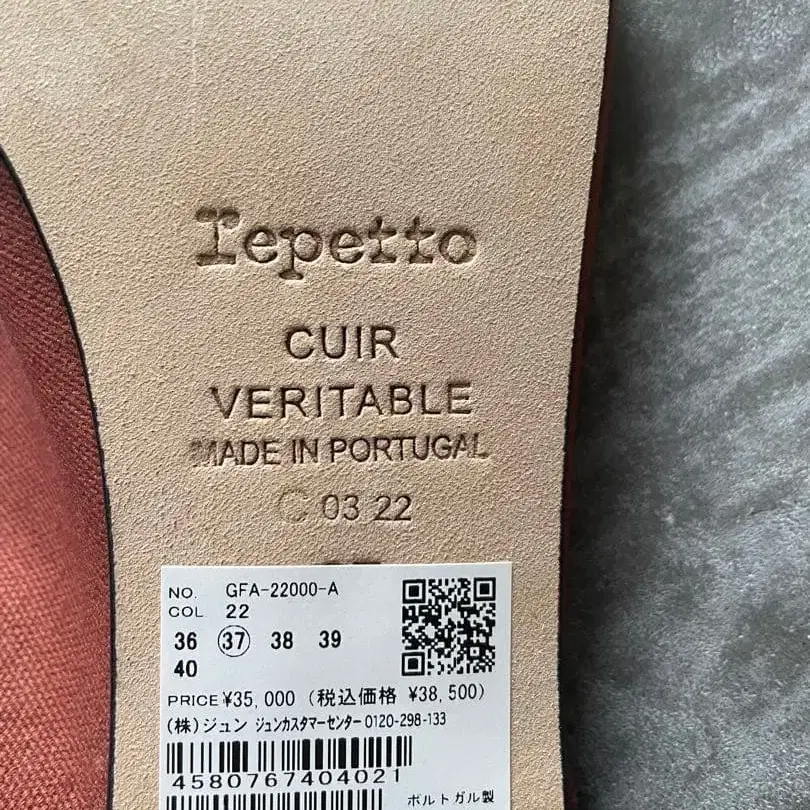 repetto
CUIR
VERITABLE
MADE IN PORTUGAL
C 03 22
NO. GFA-22000-A
COL 22
36 37 38 39
40
PRICE ¥35,000 (税込価格 ¥38,500)
(株)ジュン ジュンカスタマーセンター 0120-298-133
4580767404021
ポルトガル製